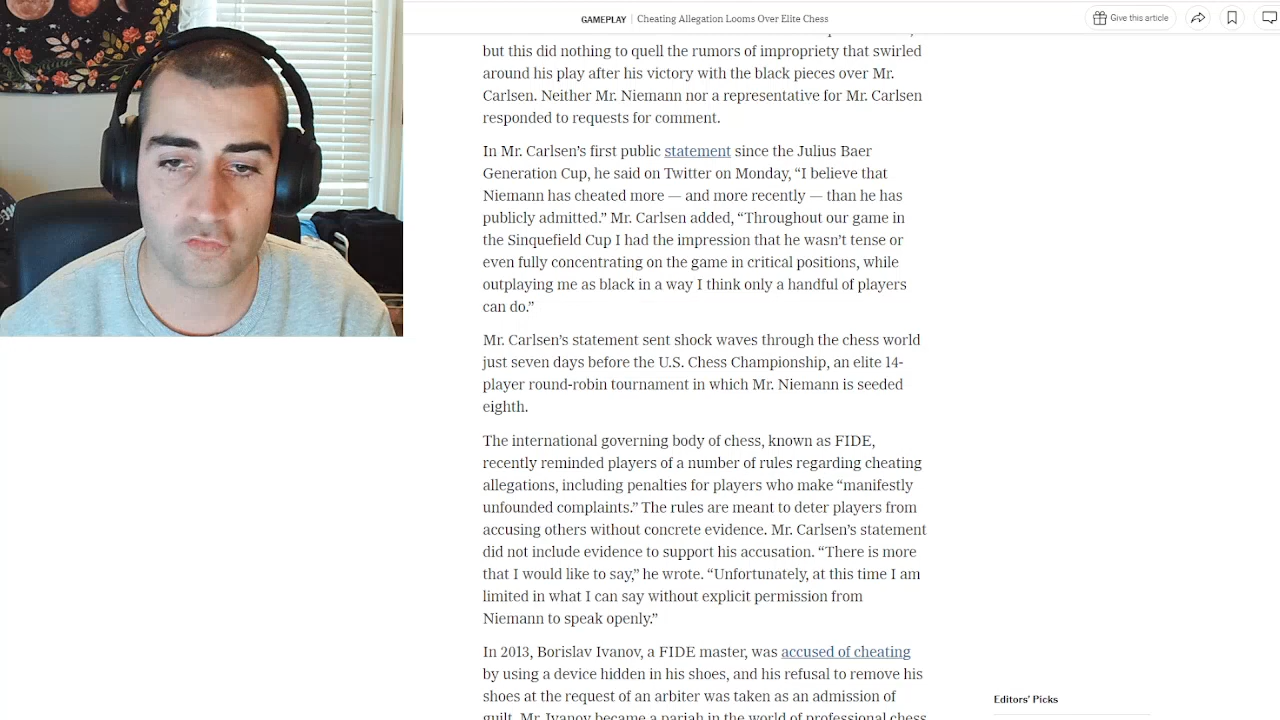 GAMEPLAY | Cheating Allegation Looms Over Elite Chess
Give this article
but this did nothing to quell the rumors of impropriety that swirled
around his play after his victory with the black pieces over Mr.
Carlsen. Neither Mr. Niemann nor a representative for Mr. Carlsen
responded to requests for comment.
In Mr. Carlsen’s first public statement since the Julius Baer
Generation Cup, he said on Twitter on Monday, “I believe that
Niemann has cheated more — and more recently — than he has
publicly admitted.” Mr. Carlsen added, “Throughout our game in
the Sinquefield Cup I had the impression that he wasn’t tense or
even fully concentrating on the game in critical positions, while
outplaying me as black in a way I think only a handful of players
can do.”
Mr. Carlsen’s statement sent shock waves through the chess world
just seven days before the U.S. Chess Championship, an elite 14-
player round-robin tournament in which Mr. Niemann is seeded
eighth.
The international governing body of chess, known as FIDE,
recently reminded players of a number of rules regarding cheating
allegations, including penalties for players who make “manifestly
unfounded complaints.” The rules are meant to deter players from
accusing others without concrete evidence. Mr. Carlsen’s statement
did not include evidence to support his accusation. “There is more
that I would like to say,” he wrote. “Unfortunately, at this time I am
limited in what I can say without explicit permission from
Niemann to speak openly.”
In 2013, Borislav Ivanov, a FIDE master, was accused of cheating
by using a device hidden in his shoes, and his refusal to remove his
shoes at the request of an arbiter was taken as an admission of
guilt. Mr. Ivanov became a pariah in the world of professional chess
Editors’ Picks